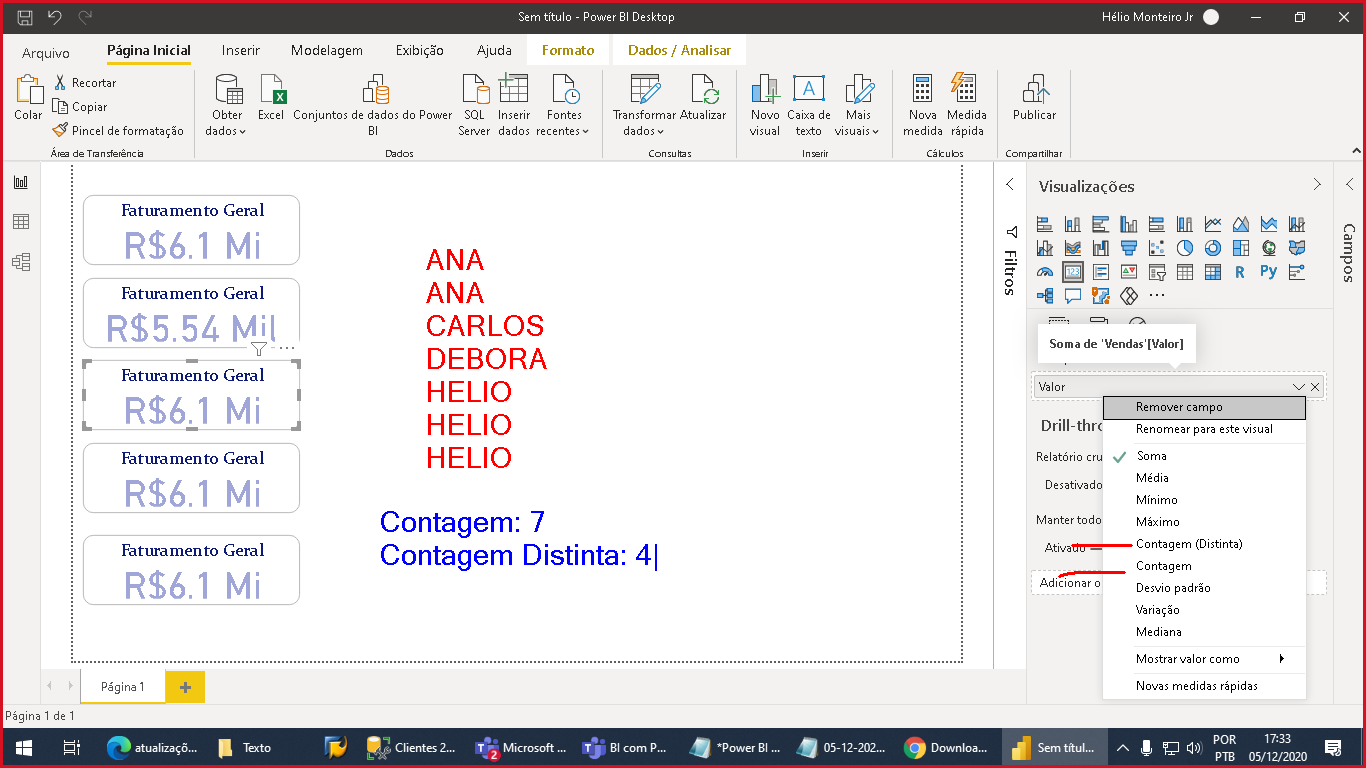 Sem título - Power BI Desktop
Hélio Monteiro Jr
Arquivo
Página Inicial
Inserir
Modelagem
Exibição
Ajuda
Formato
Dados / Analisar
Colar
Recortar
Copiar
Pincel de formatação
Área de Transferência
Obter dados
Excel
Conjuntos de dados do Power BI
SQL Server
Inserir dados
Fontes recentes
Dados
Transformar dados
Atualizar
Consultas
Novo visual
Caixa de texto
Mais visuais
Inserir
Nova medida
Medida rápida
Cálculos
Publicar
Compartilhar
Faturamento Geral
R$6.1 Mi
Faturamento Geral
R$5.54 Mil
Faturamento Geral
R$6.1 Mi
Faturamento Geral
R$6.1 Mi
Faturamento Geral
R$6.1 Mi
ANA
ANA
CARLOS
DEBORA
HELIO
HELIO
HELIO
Contagem: 7
Contagem Distinta: 4
Filtros
Visualizações
R
Py
123
Campos
Soma de 'Vendas'[Valor]
Valor
Drill-thro
Relatório cru
Desativado
Manter todo
Ativado
Adicionar o
Remover campo
Renomear para este visual
Soma
Média
Mínimo
Máximo
Contagem (Distinta)
Contagem
Desvio padrão
Variação
Mediana
Mostrar valor como
Novas medidas rápidas
Página 1
Página 1 de 1
atualizaçõ...
Texto
Clientes 2...
Microsoft ...
2
BI com P...
*Power BI ...
05-12-202...
Downloa...
Sem títul...
POR
PTB
17:33
05/12/2020